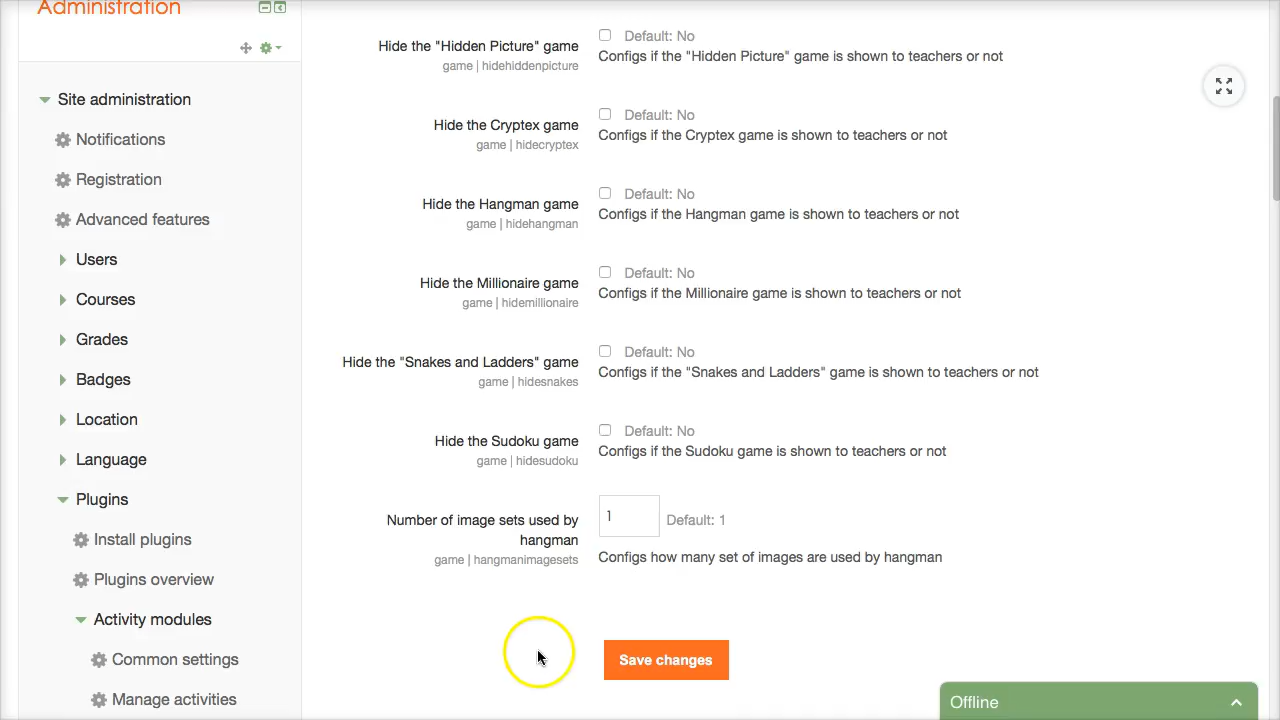 Administration
Site administration
Notifications
Registration
Advanced features
Users
Courses
Grades
Badges
Location
Language
Plugins
Install plugins
Plugins overview
Activity modules
Common settings
Manage activities
Hide the "Hidden Picture" game
game | hidehiddenpicture
Default: No
Configs if the "Hidden Picture" game is shown to teachers or not
Hide the Cryptex game
game | hidecryptex
Default: No
Configs if the Cryptex game is shown to teachers or not
Hide the Hangman game
game | hidehangman
Default: No
Configs if the Hangman game is shown to teachers or not
Hide the Millionaire game
game | hidemillionaire
Default: No
Configs if the Millionaire game is shown to teachers or not
Hide the "Snakes and Ladders" game
game | hidesnakes
Default: No
Configs if the "Snakes and Ladders" game is shown to teachers or not
Hide the Sudoku game
game | hidesudoku
Default: No
Configs if the Sudoku game is shown to teachers or not
Number of image sets used by
hangman
game | hangmanimagesets
1
Default: 1
Configs how many set of images are used by hangman
Save changes
Offline